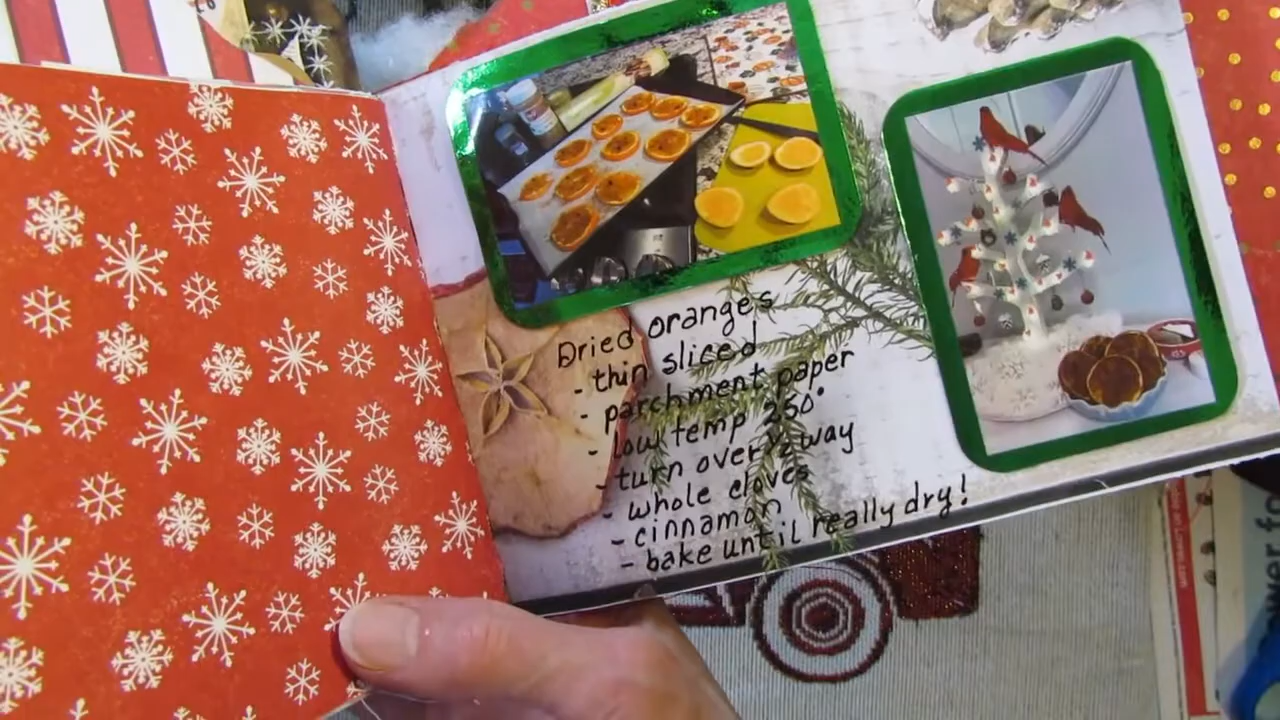 Dried oranges
- thin sliced
- parchment paper
- low temp 250°
- turn over 1/2 way
- whole cloves
- cinnamon
- bake until really dry!